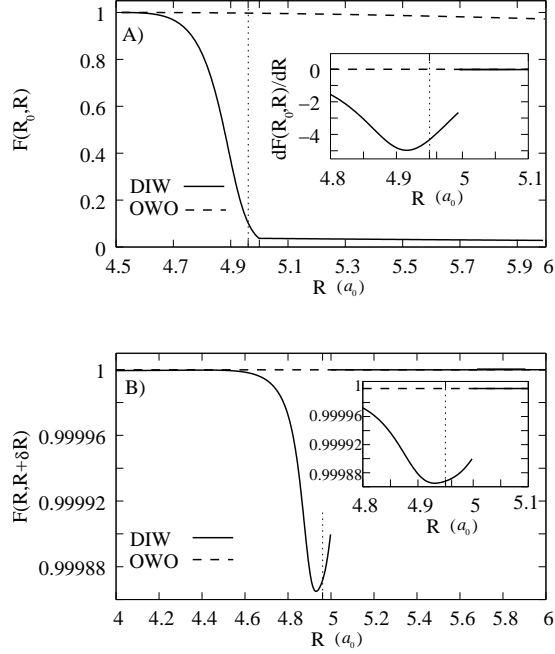 A)
F(R₀,R)
1
0.8
0.6
0.4
0.2
0
DIW
OWO
4.5 4.7 4.9 5.1 5.3 5.5 5.7 5.9 6
R (a₀)
dF(R₀,R)/dR
0
−2
−4
4.8 4.9 5 5.1
R (a₀)
B)
F(R,R+δR)
1
0.99996
0.99992
0.99988
DIW
OWO
4 4.2 4.4 4.6 4.8 5 5.2 5.4 5.6 5.8 6
R (a₀)
1
0.99996
0.99992
0.99988
4.8 4.9 5 5.1
R (a₀)